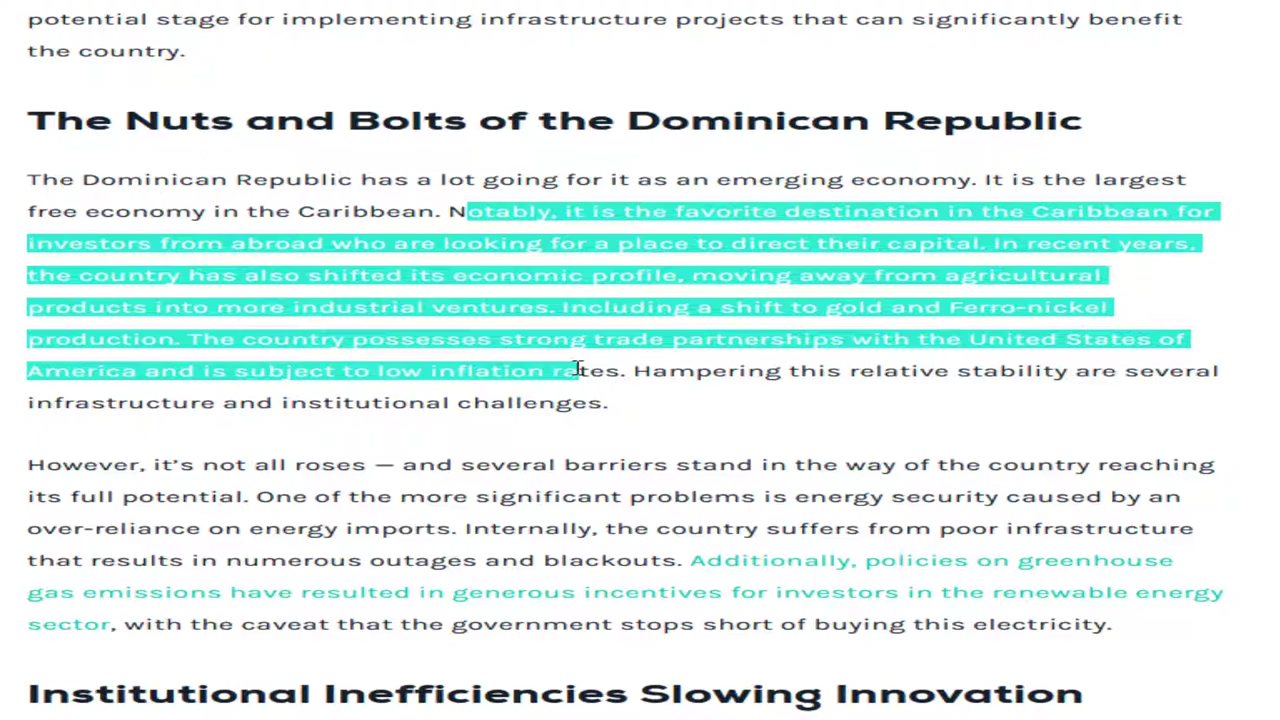 potential stage for implementing infrastructure projects that can significantly benefit
the country.
The Nuts and Bolts of the Dominican Republic
The Dominican Republic has a lot going for it as an emerging economy. It is the largest
free economy in the Caribbean. Notably, it is the favorite destination in the Caribbean for
investors from abroad who are looking for a place to direct their capital. In recent years,
the country has also shifted its economic profile, moving away from agricultural
products into more industrial ventures. Including a shift to gold and Ferro-nickel
production. The country possesses strong trade partnerships with the United States of
America and is subject to low inflation rates. Hampering this relative stability are several
infrastructure and institutional challenges.
However, it’s not all roses — and several barriers stand in the way of the country reaching
its full potential. One of the more significant problems is energy security caused by an
over-reliance on energy imports. Internally, the country suffers from poor infrastructure
that results in numerous outages and blackouts. Additionally, policies on greenhouse
gas emissions have resulted in generous incentives for investors in the renewable energy
sector, with the caveat that the government stops short of buying this electricity.
Institutional Inefficiencies Slowing Innovation